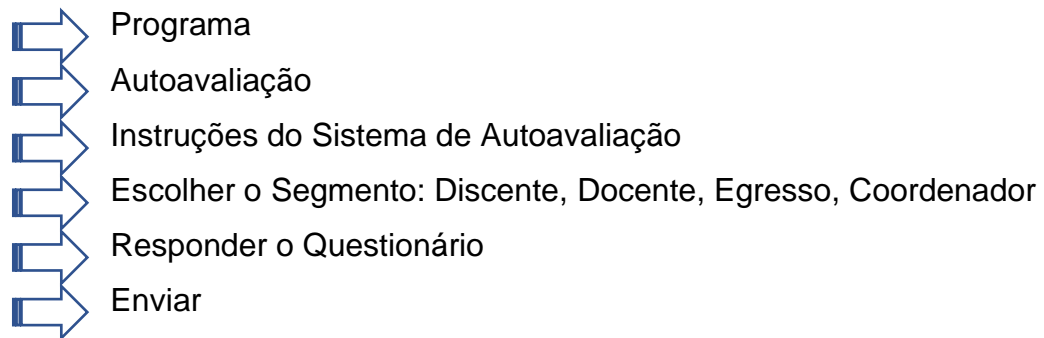 Programa
Autoavaliação
Instruções do Sistema de Autoavaliação
Escolher o Segmento: Discente, Docente, Egresso, Coordenador
Responder o Questionário
Enviar